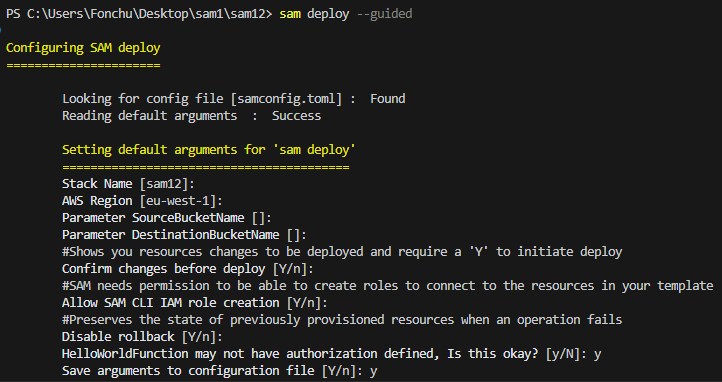 PS C:\Users\Fonchu\Desktop\sam1\sam12> sam deploy --guided
Configuring SAM deploy
======================
Looking for config file [samconfig.toml] :  Found
Reading default arguments  :  Success
Setting default arguments for 'sam deploy'
=========================================
Stack Name [sam12]:
AWS Region [eu-west-1]:
Parameter SourceBucketName []:
Parameter DestinationBucketName []:
#Shows you resources changes to be deployed and require a 'Y' to initiate deploy
Confirm changes before deploy [Y/n]:
#SAM needs permission to be able to create roles to connect to the resources in your template
Allow SAM CLI IAM role creation [Y/n]:
#Preserves the state of previously provisioned resources when an operation fails
Disable rollback [Y/n]:
HelloWorldFunction may not have authorization defined, Is this okay? [y/N]: y
Save arguments to configuration file [Y/n]: y